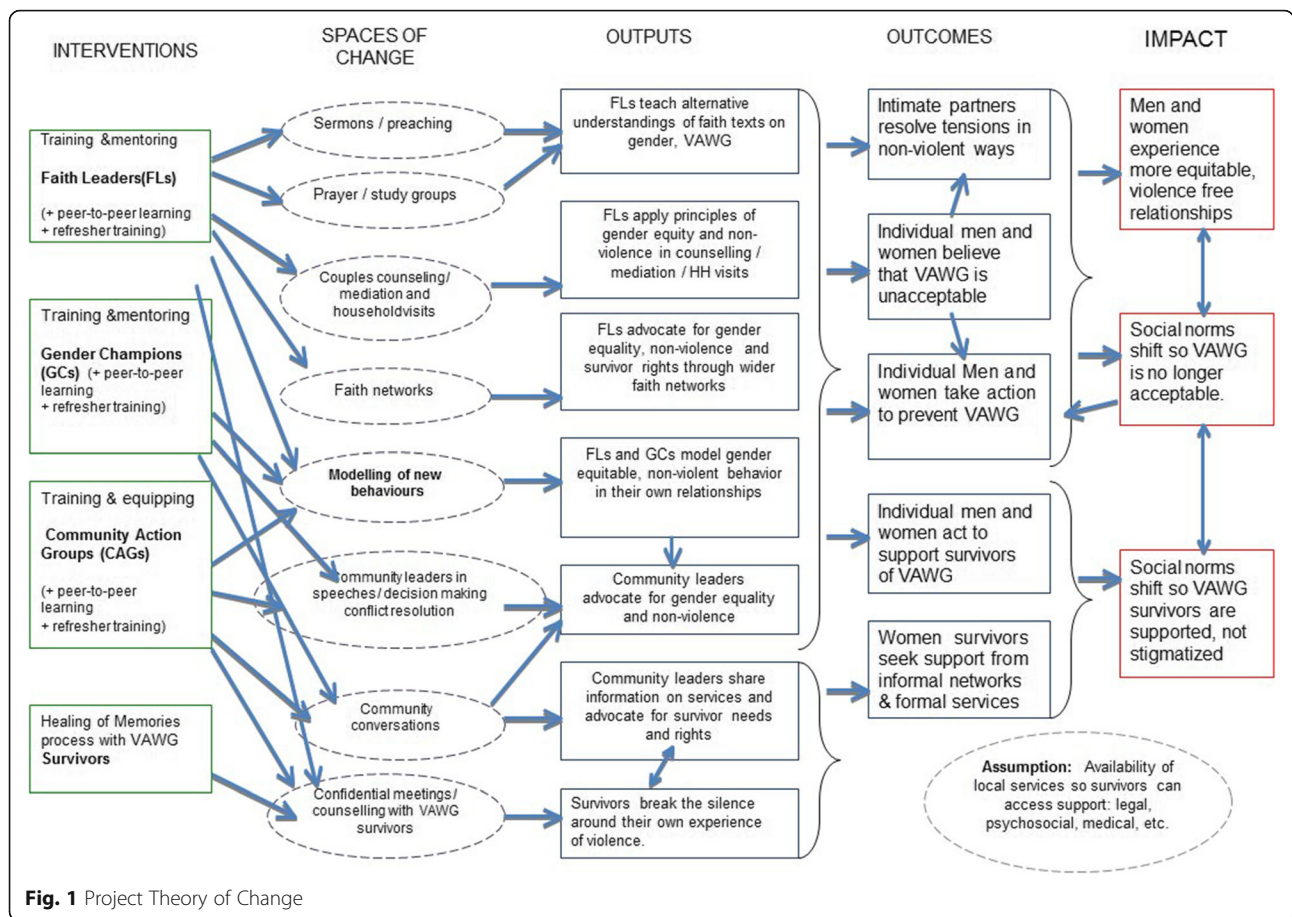 INTERVENTIONS
SPACES OF
CHANGE
OUTPUTS
OUTCOMES
IMPACT
Training &mentoring
Faith Leaders(FLs)
(+ peer-to-peer learning
+ refresher training)
Training &mentoring
Gender Champions
(GCs) (+ peer-to-peer
learning
+ refresher training)
Training & equipping
Community Action
Groups (CAGs)
(+ peer-to-peer
learning
+ refresher training)
Healing of Memories
process with VAWG
Survivors
Sermons / preaching
Prayer / study groups
Couples counseling/
mediation and
householdvisits
Faith networks
Modelling of new
behaviours
Community leaders in
speeches/ decision making
conflict resolution
Community
conversations
Confidential meetings/
counselling with VAWG
survivors
FLs teach alternative
understandings of faith texts on
gender, VAWG
FLs apply principles of
gender equity and non-
violence in counselling /
mediation / HH visits
FLs advocate for gender
equality, non-violence and
survivor rights through wider
faith networks
FLs and GCs model gender
equitable, non-violent behavior
in their own relationships
Community leaders
advocate for gender equality
and non-violence
Community leaders share
information on services and
advocate for survivor needs
and rights
Survivors break the silence
around their own experience
of violence.
Intimate partners
resolve tensions in
non-violent ways
Individual men and
women believe
that VAWG is
unacceptable
Individual Men and
women take action
to prevent VAWG
Individual men and
women act to
support survivors
of VAWG
Women survivors
seek support from
informal networks
& formal services
Men and
women
experience
more equitable,
violence free
relationships
Social norms
shift so VAWG
is no longer
acceptable.
Social norms
shift so VAWG
survivors are
supported, not
stigmatized
Assumption: Availability of
local services so survivors can
access support: legal,
psychosocial, medical, etc.
Fig. 1 Project Theory of Change